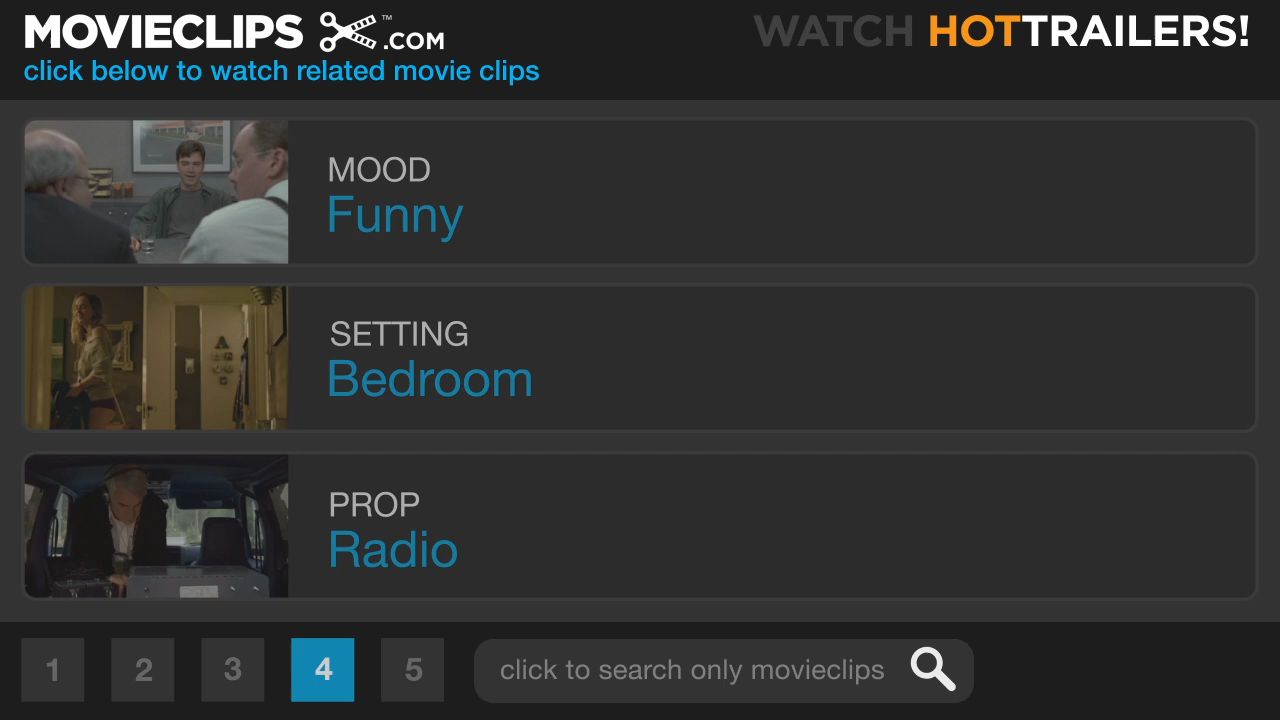 MOVIECLIPS ™ .COM
WATCH HOTTRAILERS!
click below to watch related movie clips
MOOD
Funny
SETTING
Bedroom
PROP
Radio
1 2 3 4 5 click to search only movieclips